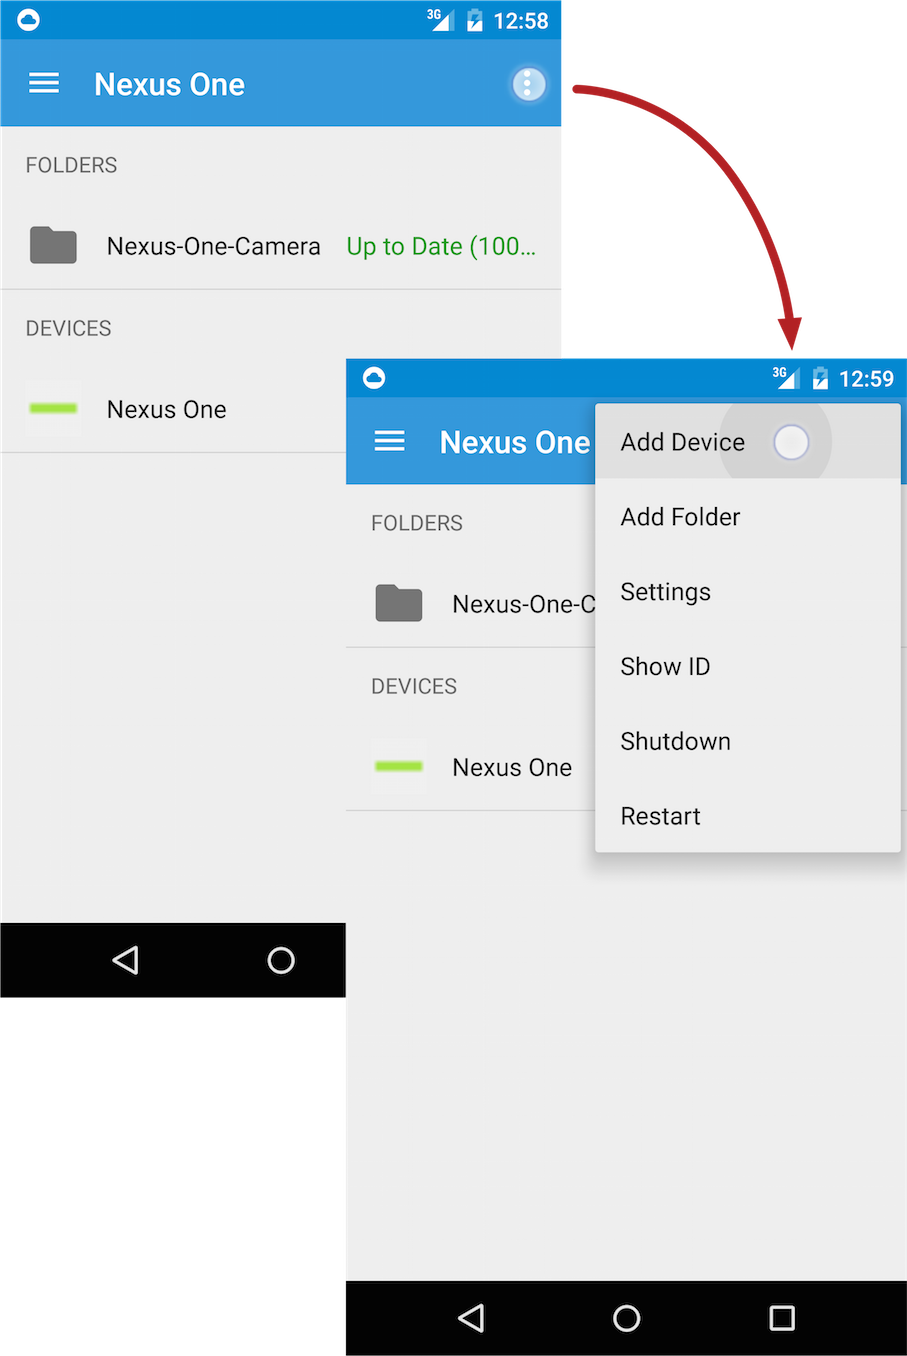 3G 12:58
Nexus One
FOLDERS
Nexus-One-Camera Up to Date (100…
DEVICES
Nexus One
3G 12:59
Nexus One
FOLDERS
Nexus-One-C
DEVICES
Nexus One
Add Device
Add Folder
Settings
Show ID
Shutdown
Restart